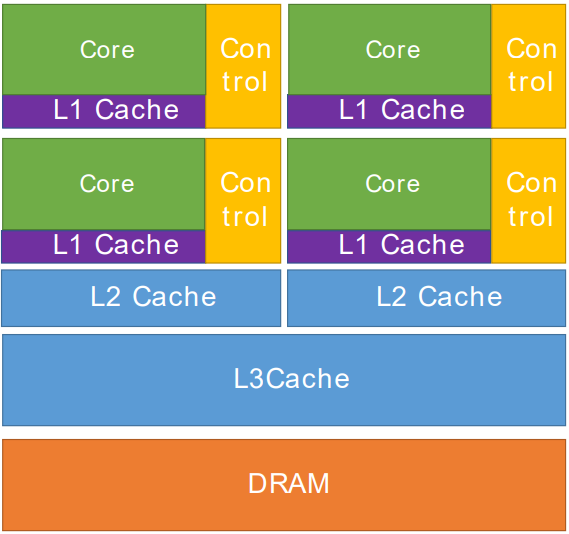 Core
Con
trol
L1 Cache
Core
Con
trol
L1 Cache
Core
Con
trol
L1 Cache
Core
Con
trol
L1 Cache
L2 Cache
L2 Cache
L3Cache
DRAM